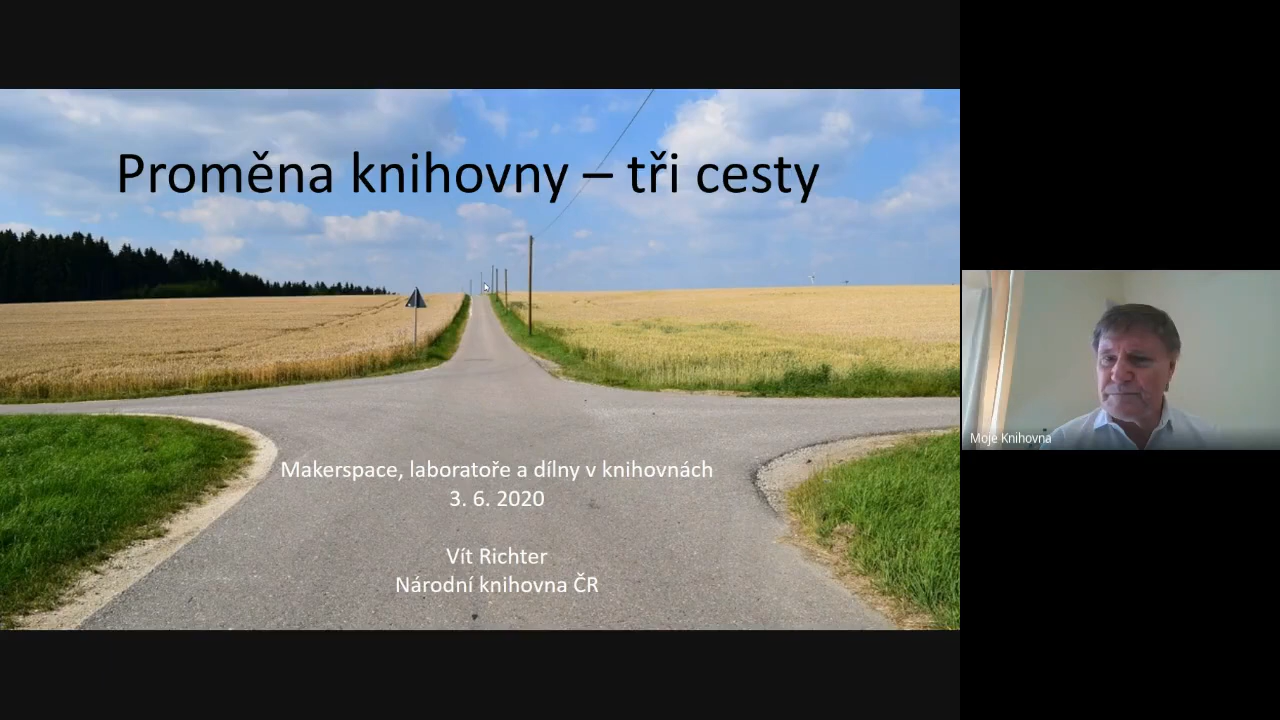 Proměna knihovny – tři cesty
Makerspace, laboratoře a dílny v knihovnách
3. 6. 2020
Vít Richter
Národní knihovna ČR
Moje Knihovna